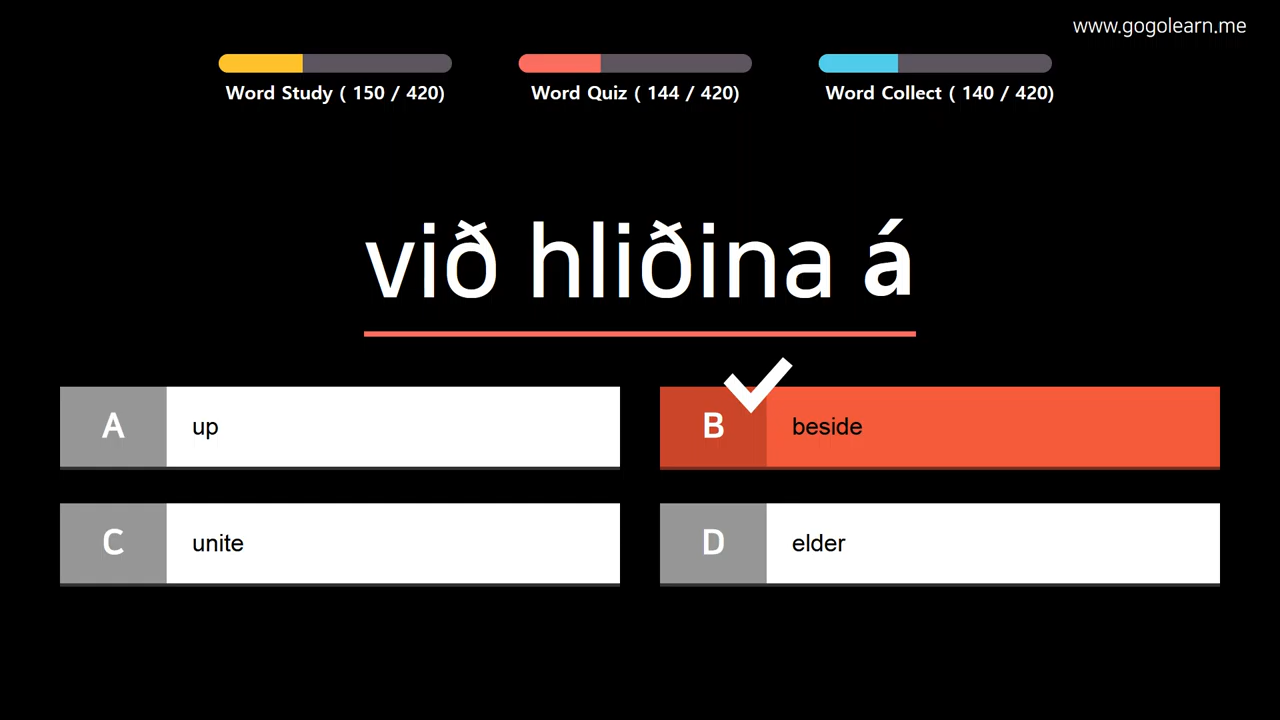 www.gogolearn.me
Word Study ( 150 / 420)
Word Quiz ( 144 / 420)
Word Collect ( 140 / 420)
við hliðina á
A up
B beside
C unite
D elder